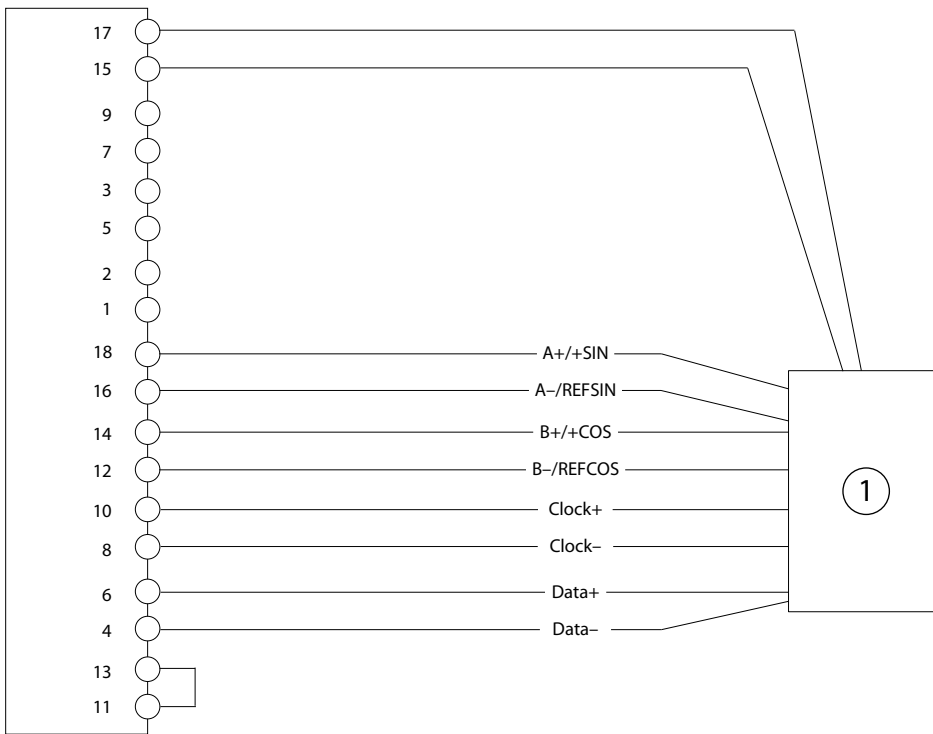 17
15
9
7
3
5
2
1
18 A+/+SIN
16 A–/REFSIN
14 B+/+COS
12 B–/REFCOS
10 Clock+
8 Clock–
6 Data+
4 Data–
13
11
1